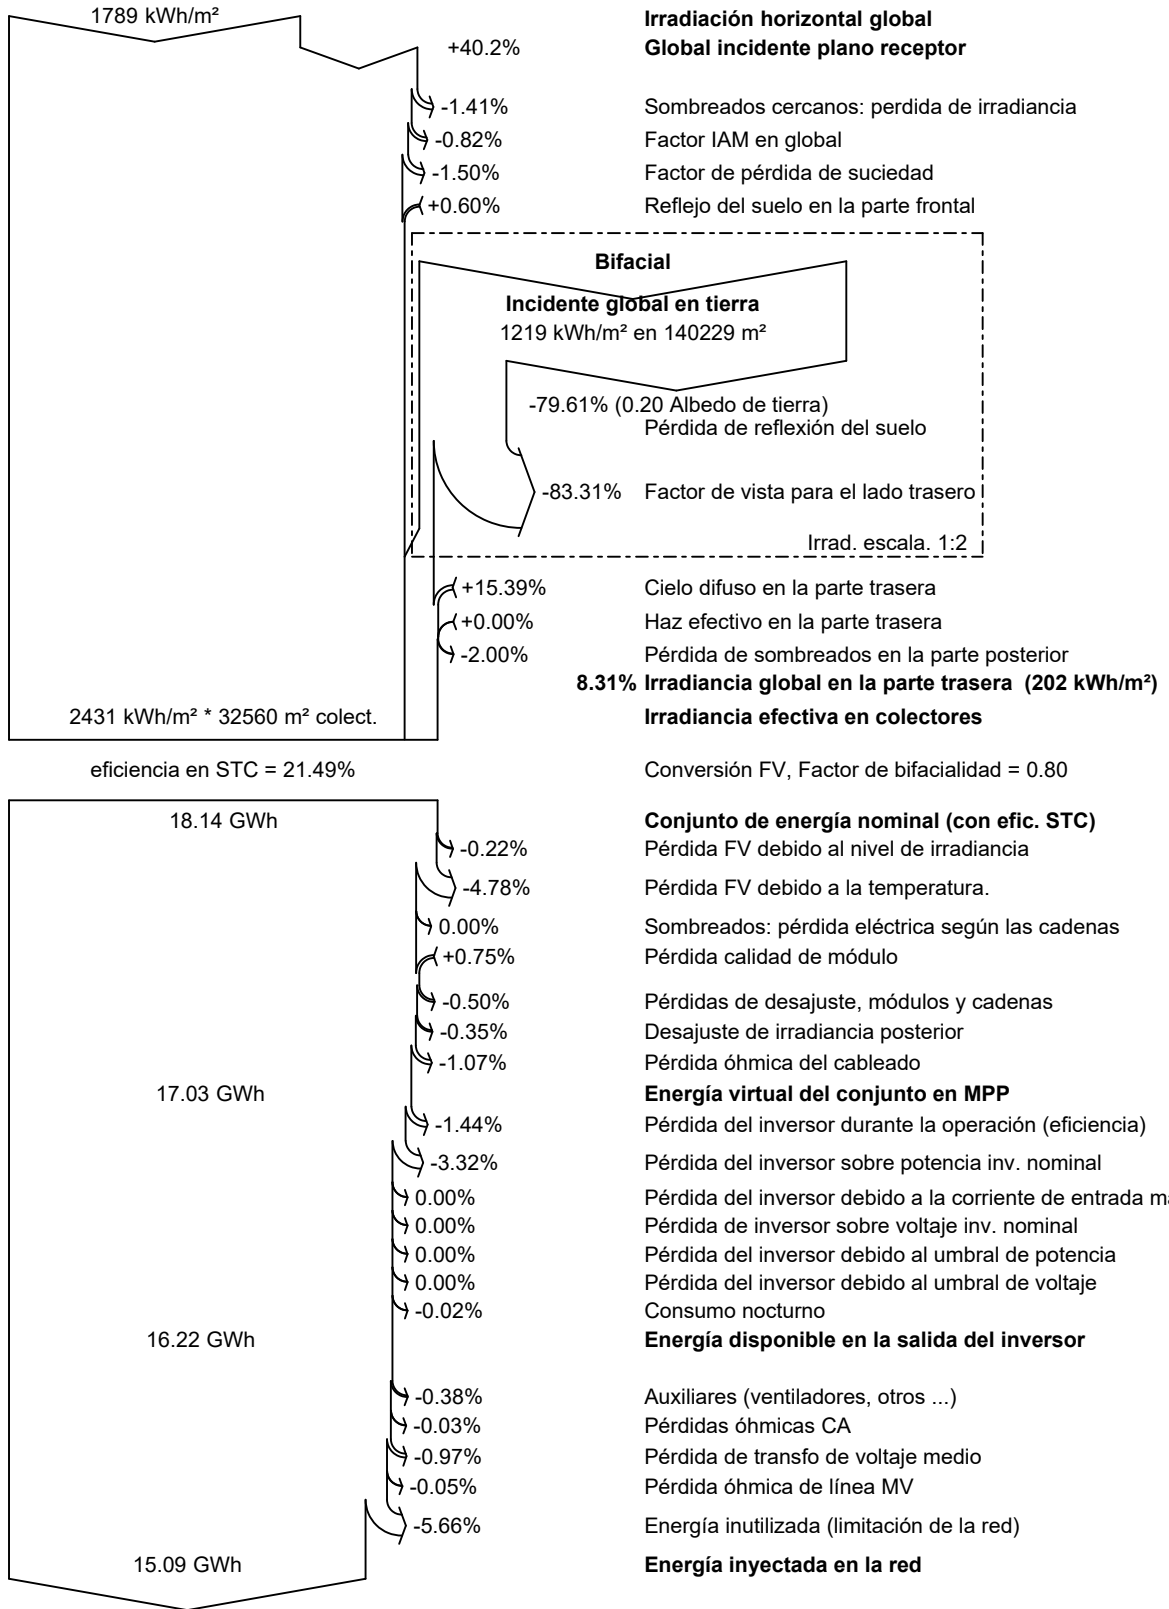 1789 kWh/m² Irradiación horizontal global
+40.2% Global incidente plano receptor
-1.41% Sombreados cercanos: perdida de irradiancia
-0.82% Factor IAM en global
-1.50% Factor de pérdida de suciedad
+0.60% Reflejo del suelo en la parte frontal
Bifacial
Incidente global en tierra
1219 kWh/m² en 140229 m²
-79.61% (0.20 Albedo de tierra)
Pérdida de reflexión del suelo
-83.31% Factor de vista para el lado trasero
Irrad. escala. 1:2
+15.39% Cielo difuso en la parte trasera
+0.00% Haz efectivo en la parte trasera
-2.00% Pérdida de sombreados en la parte posterior
8.31% Irradiancia global en la parte trasera (202 kWh/m²)
2431 kWh/m² * 32560 m² colect. Irradiancia efectiva en colectores
eficiencia en STC = 21.49% Conversión FV, Factor de bifacialidad = 0.80
18.14 GWh Conjunto de energía nominal (con efic. STC)
-0.22% Pérdida FV debido al nivel de irradiancia
-4.78% Pérdida FV debido a la temperatura.
0.00% Sombreados: pérdida eléctrica según las cadenas
+0.75% Pérdida calidad de módulo
-0.50% Pérdidas de desajuste, módulos y cadenas
-0.35% Desajuste de irradiancia posterior
-1.07% Pérdida óhmica del cableado
17.03 GWh Energía virtual del conjunto en MPP
-1.44% Pérdida del inversor durante la operación (eficiencia)
-3.32% Pérdida del inversor sobre potencia inv. nominal
0.00% Pérdida del inversor debido a la corriente de entrada
0.00% Pérdida de inversor sobre voltaje inv. nominal
0.00% Pérdida del inversor debido al umbral de potencia
0.00% Pérdida del inversor debido al umbral de voltaje
-0.02% Consumo nocturno
16.22 GWh Energía disponible en la salida del inversor
-0.38% Auxiliares (ventiladores, otros ...)
-0.03% Pérdidas óhmicas CA
-0.97% Pérdida de transfo de voltaje medio
-0.05% Pérdida óhmica de línea MV
-5.66% Energía inutilizada (limitación de la red)
15.09 GWh Energía inyectada en la red